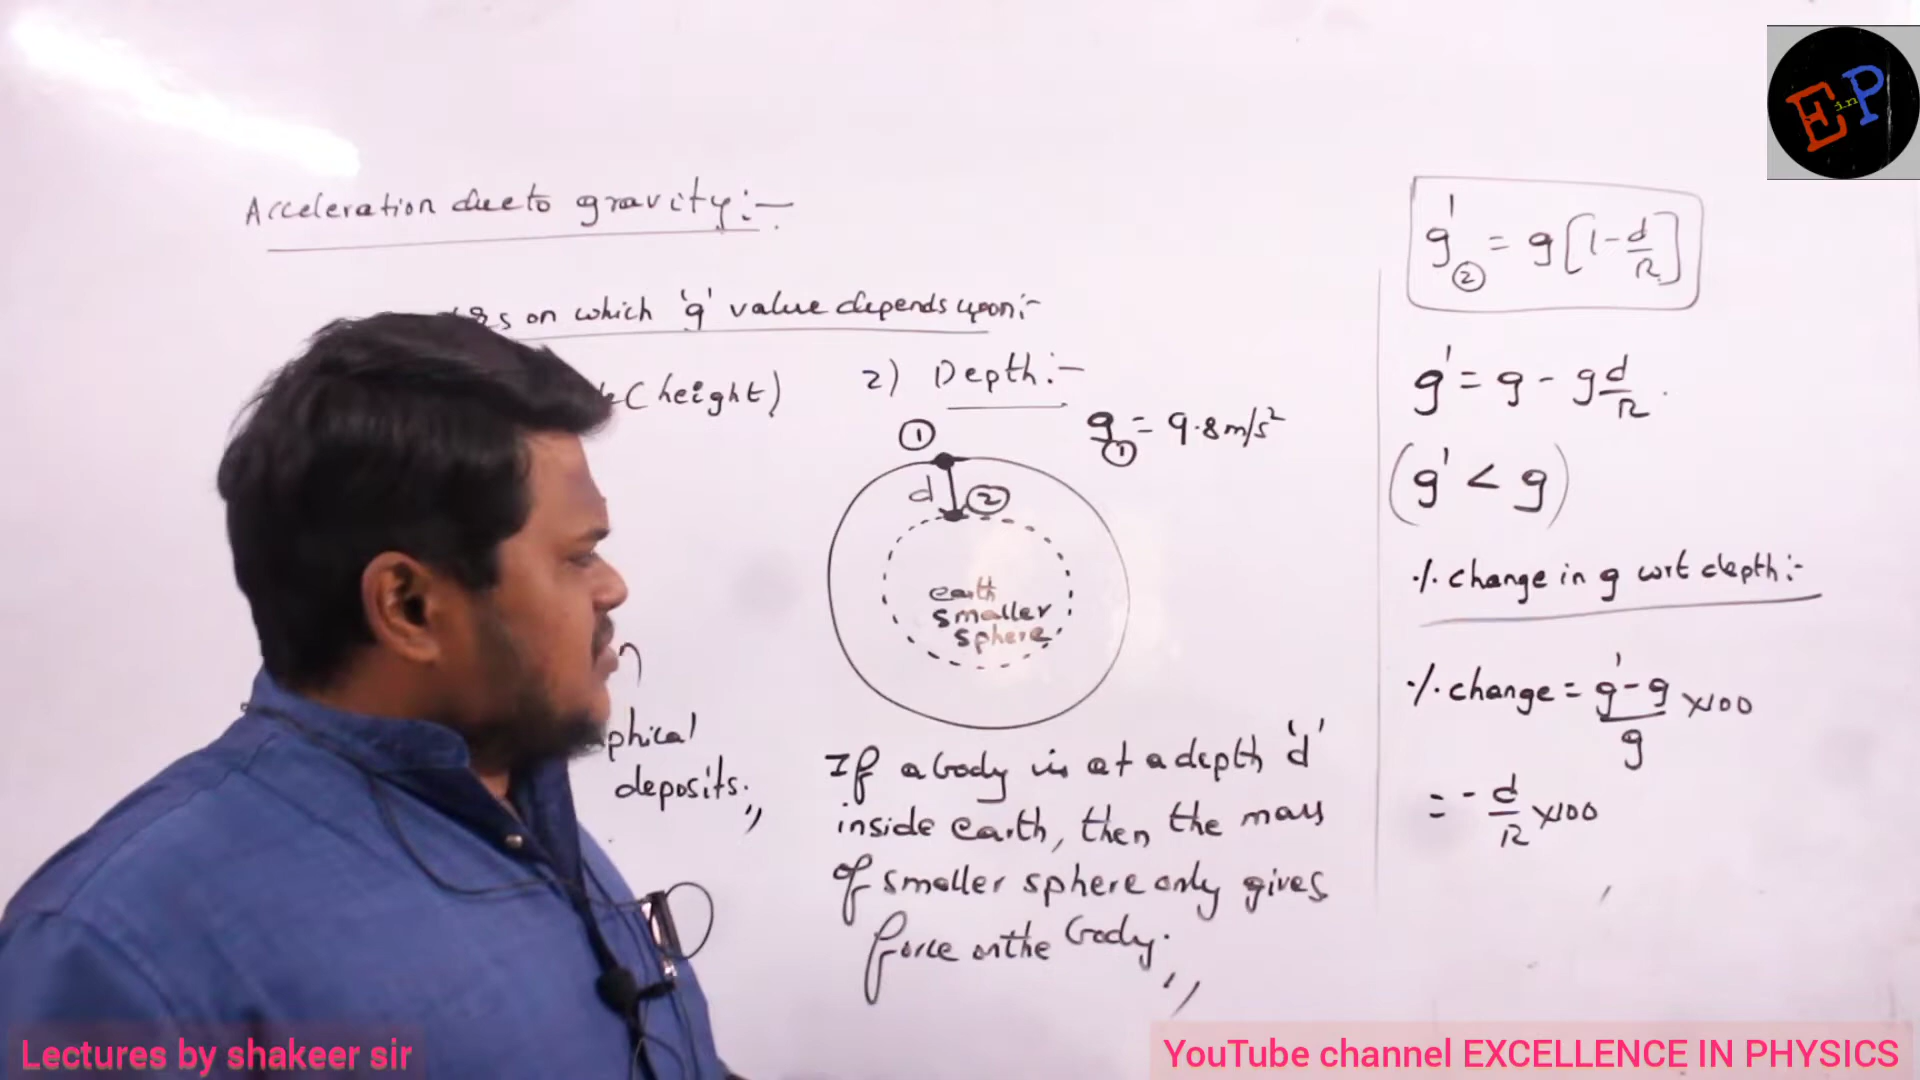 E in P
Acceleration due to gravity:-
on which 'g' value depends upon:-
(height)
2) Depth:-
g① = 9.8 m/s²
①
d ②
earth
smaller
sphere
phical
deposits.,,
If a body is at a depth 'd'
inside earth, then the mass
of smaller sphere only gives
force on the body.,,
g'② = g[1-d/R]
g' = g - g d/R.
(g' < g)
·/. change in g wrt depth:-
·/. change = g'-g/g ×100
= -d/R ×100
Lectures by shakeer sir
YouTube channel EXCELLENCE IN PHYSICS